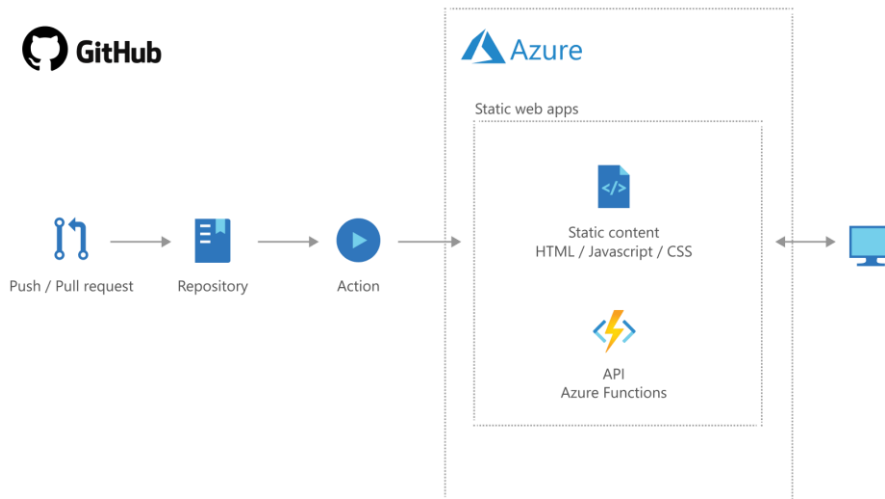 GitHub
Azure
Static web apps
Static content
HTML / Javascript / CSS
Push / Pull request
Repository
Action
API
Azure Functions